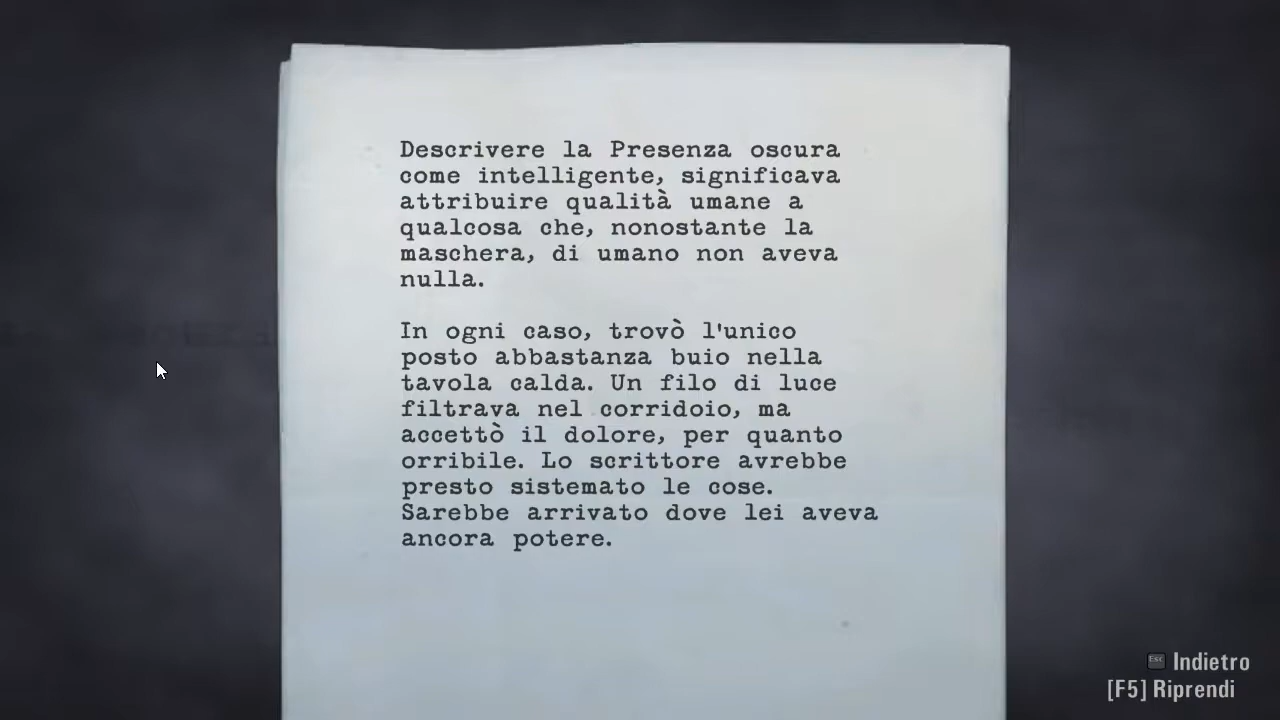 Descrivere la Presenza oscura
come intelligente, significava
attribuire qualità umane a
qualcosa che, nonostante la
maschera, di umano non aveva
nulla.
In ogni caso, trovò l'unico
posto abbastanza buio nella
tavola calda. Un filo di luce
filtrava nel corridoio, ma
accettò il dolore, per quanto
orribile. Lo scrittore avrebbe
presto sistemato le cose.
Sarebbe arrivato dove lei aveva
ancora potere.
Esc Indietro
[F5] Riprendi